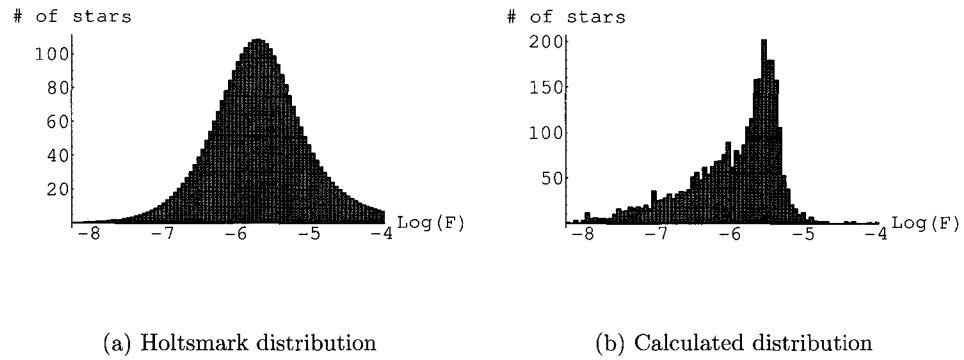 # of stars
100
80
60
40
20
-8 -7 -6 -5 -4 Log(F)
(a) Holtsmark distribution
# of stars
200
150
100
50
-8 -7 -6 -5 -4 Log(F)
(b) Calculated distribution